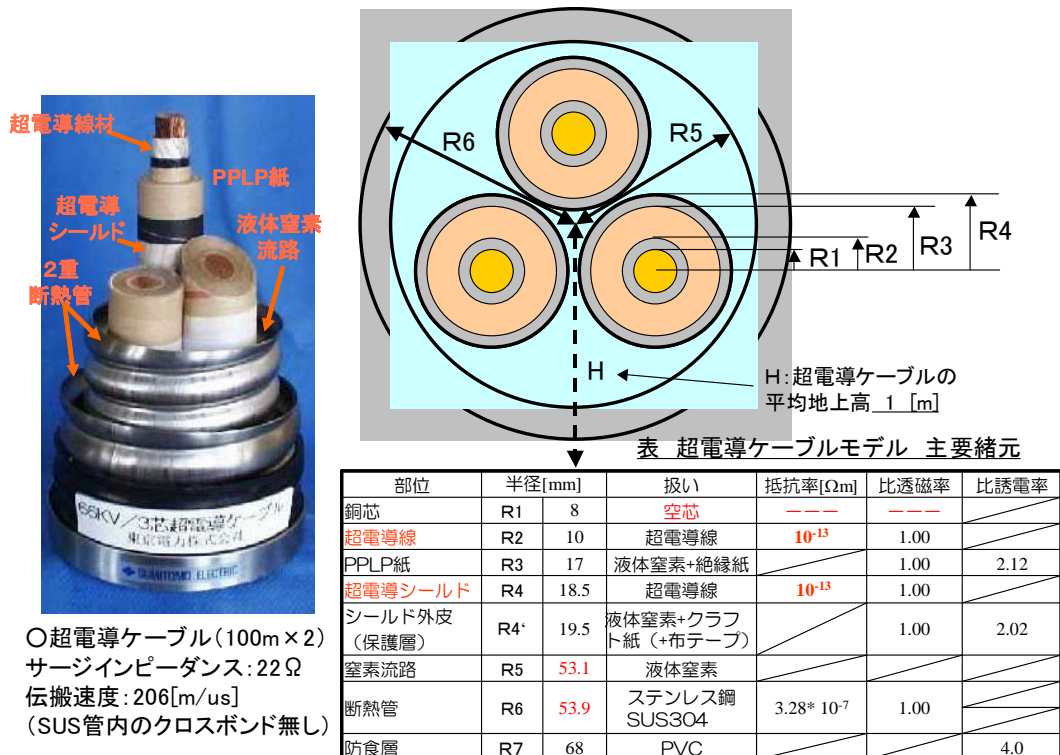 超電導線材
PPLP紙
超電導
シールド
液体窒素
流路
2重
断熱管
66KV/3芯超電導ケーブル
東京電力株式会社
SUMITOMO ELECTRIC
R6
R5
R1
R2
R3
R4
H
H:超電導ケーブルの
平均地上高 1 [m]
〇超電導ケーブル(100m×2)
サージインピーダンス:22Ω
伝搬速度:206[m/us]
(SUS管内のクロスボンド無し)
表 超電導ケーブルモデル 主要緒元
部位 半径[mm] 扱い 抵抗率[Ωm] 比透磁率 比誘電率
銅芯 R1 8 空芯 --- ---
超電導線 R2 10 超電導線 10-13 1.00
PPLP紙 R3 17 液体窒素+絶縁紙 1.00 2.12
超電導シールド R4 18.5 超電導線 10-13 1.00
シールド外皮
(保護層) R4‘ 19.5 液体窒素+クラフ
ト紙(+布テープ) 1.00 2.02
窒素流路 R5 53.1 液体窒素
断熱管 R6 53.9 ステンレス鋼
SUS304 3.28* 10-7 1.00
防食層 R7 68 PVC 4.0